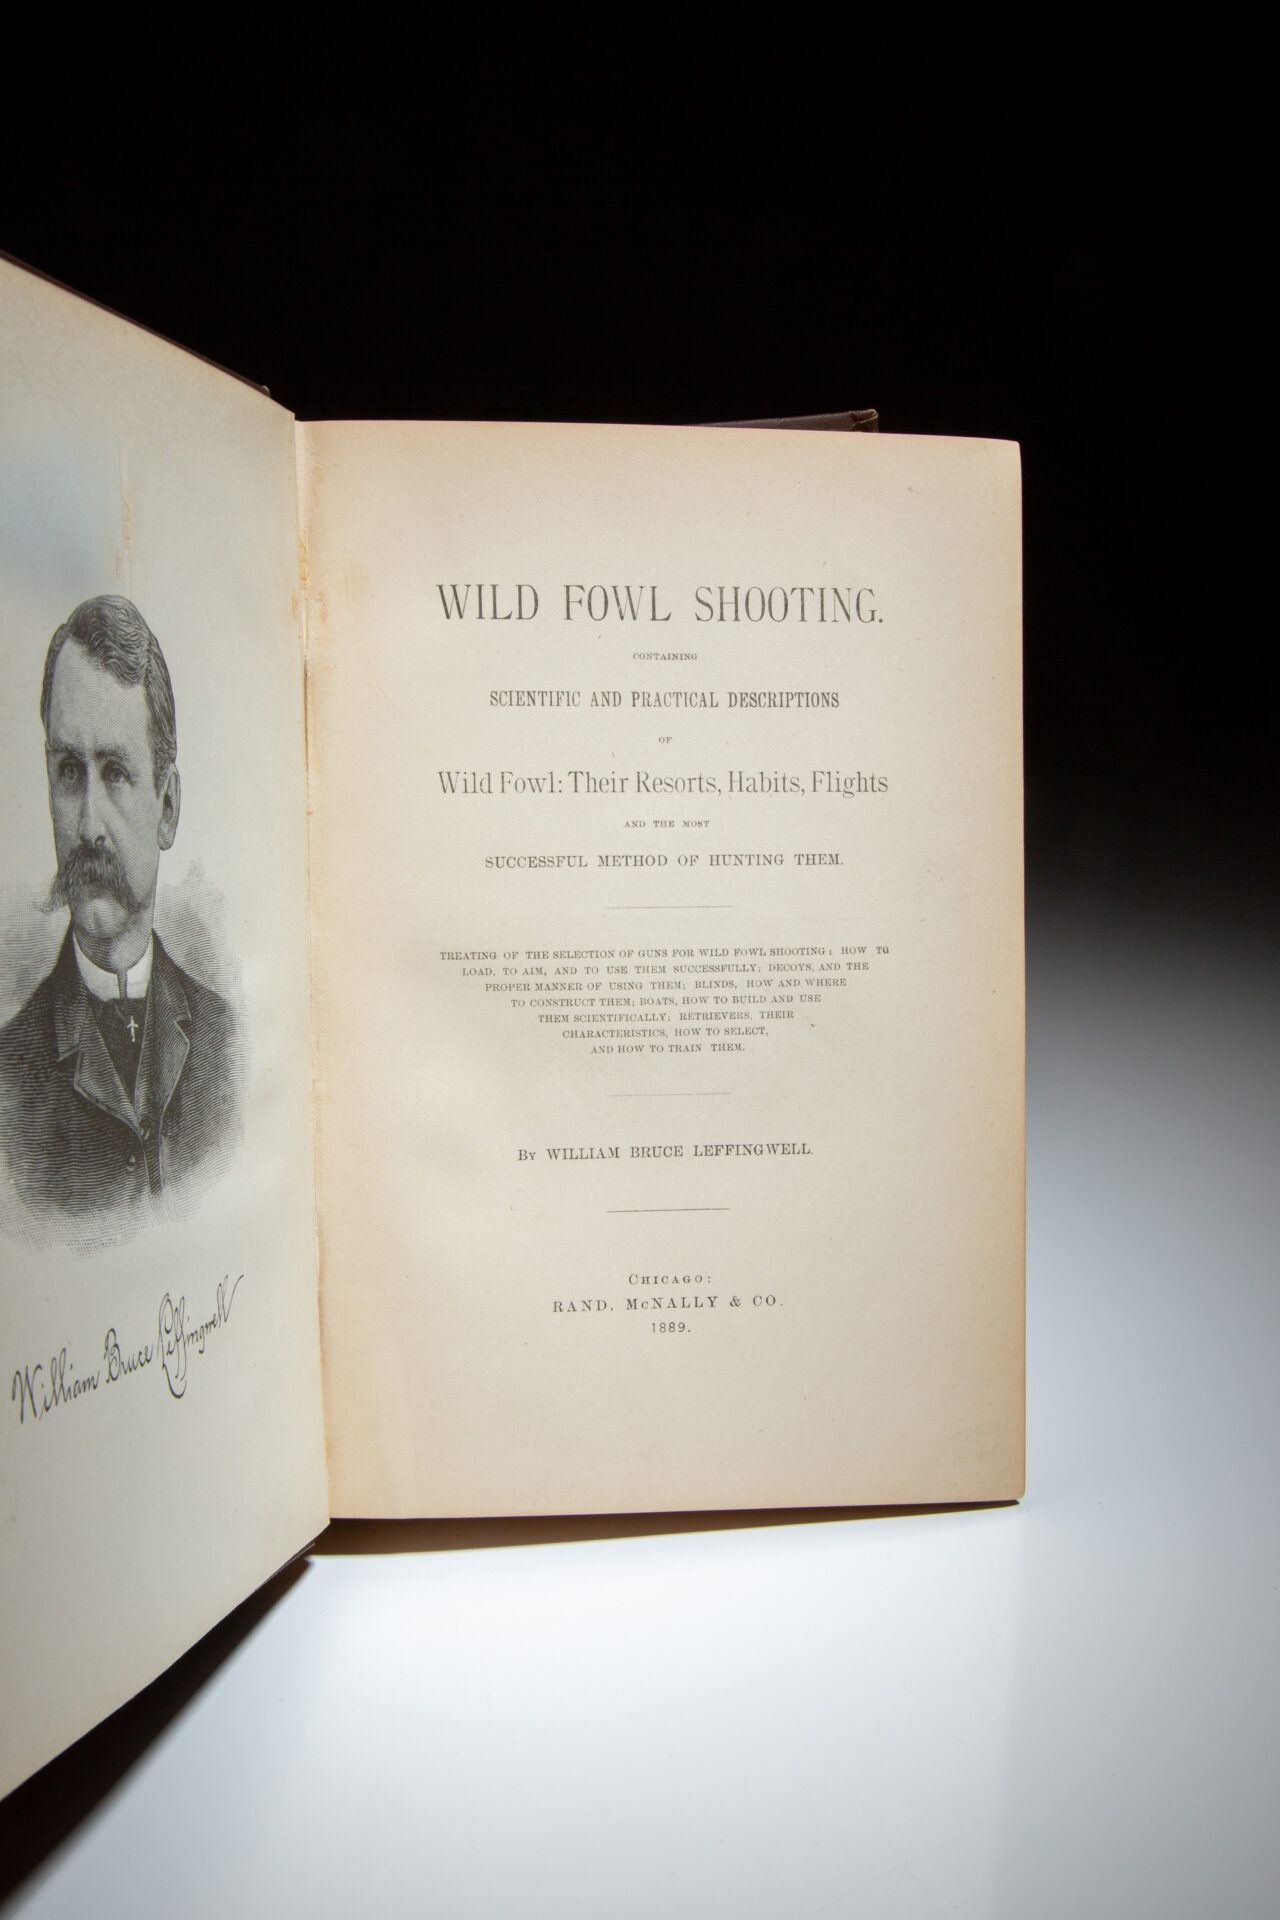 William Bruce Leffingwell
WILD FOWL SHOOTING.
CONTAINING
SCIENTIFIC AND PRACTICAL DESCRIPTIONS
OF
Wild Fowl: Their Resorts, Habits, Flights
AND THE MOST
SUCCESSFUL METHOD OF HUNTING THEM.
TREATING OF THE SELECTION OF GUNS FOR WILD FOWL SHOOTING; HOW TO
LOAD, TO AIM, AND TO USE THEM SUCCESSFULLY; DECOYS, AND THE
PROPER MANNER OF USING THEM; BLINDS, HOW AND WHERE
TO CONSTRUCT THEM; BOATS, HOW TO BUILD AND USE
THEM SCIENTIFICALLY; RETRIEVERS, THEIR
CHARACTERISTICS, HOW TO SELECT,
AND HOW TO TRAIN THEM.
By WILLIAM BRUCE LEFFINGWELL.
CHICAGO:
RAND, McNALLY & CO.
1889.